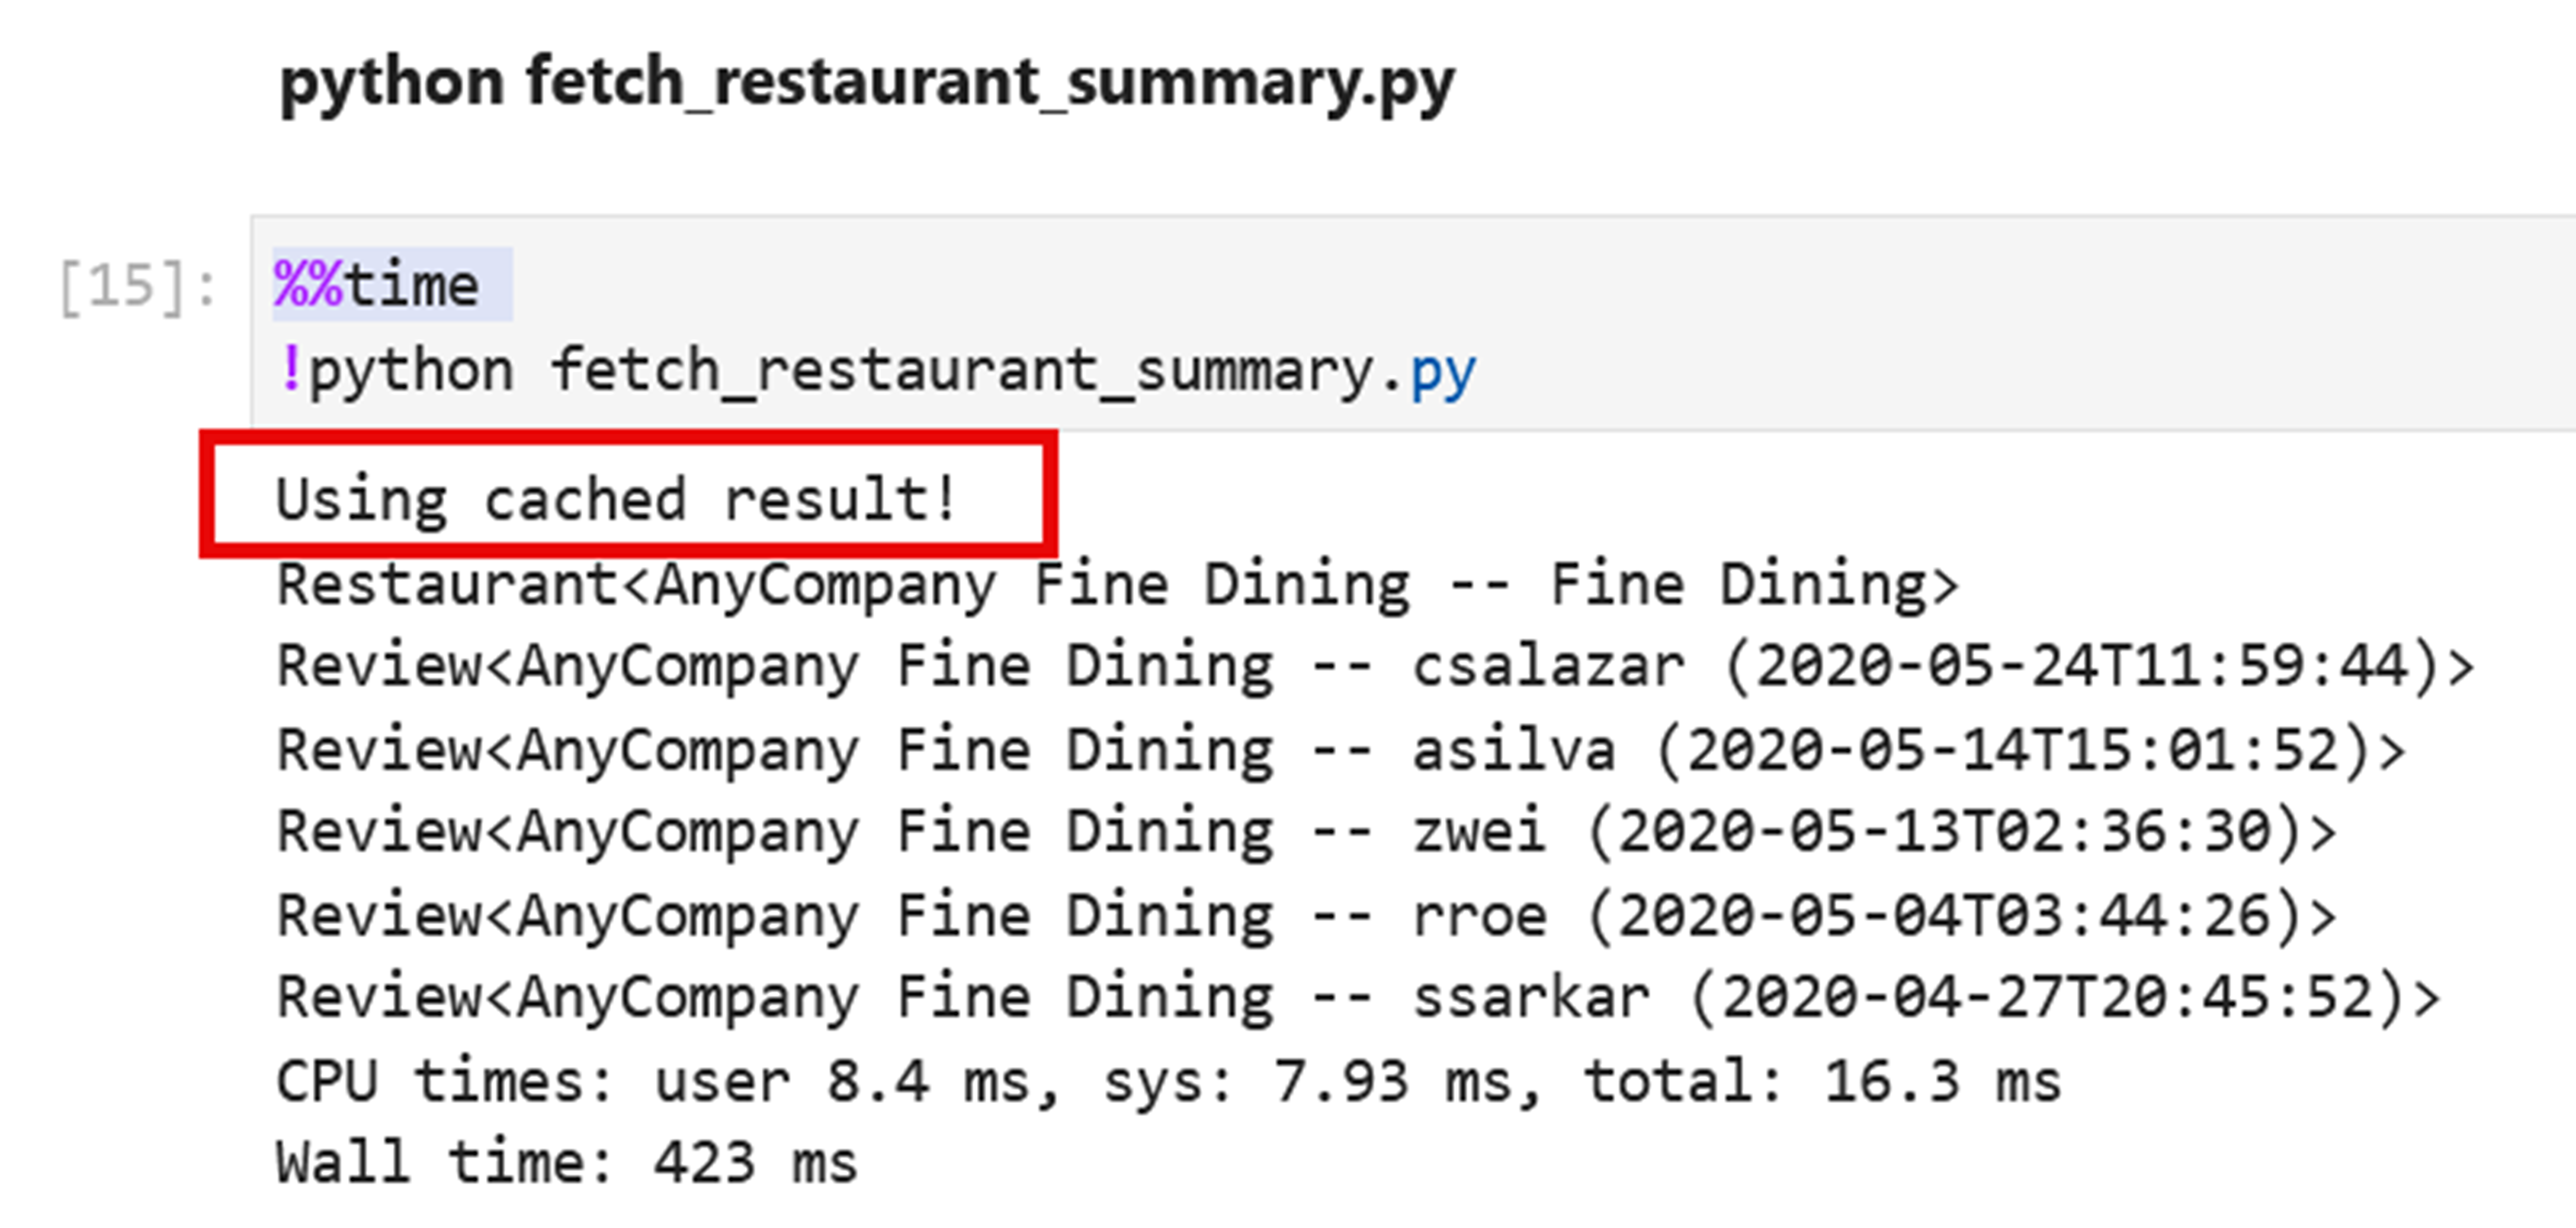 python fetch_restaurant_summary.py
[15]: %%time
!python fetch_restaurant_summary.py
Using cached result!
Restaurant<AnyCompany Fine Dining -- Fine Dining>
Review<AnyCompany Fine Dining -- csalazar (2020-05-24T11:59:44)>
Review<AnyCompany Fine Dining -- asilva (2020-05-14T15:01:52)>
Review<AnyCompany Fine Dining -- zwei (2020-05-13T02:36:30)>
Review<AnyCompany Fine Dining -- rroe (2020-05-04T03:44:26)>
Review<AnyCompany Fine Dining -- ssarkar (2020-04-27T20:45:52)>
CPU times: user 8.4 ms, sys: 7.93 ms, total: 16.3 ms
Wall time: 423 ms